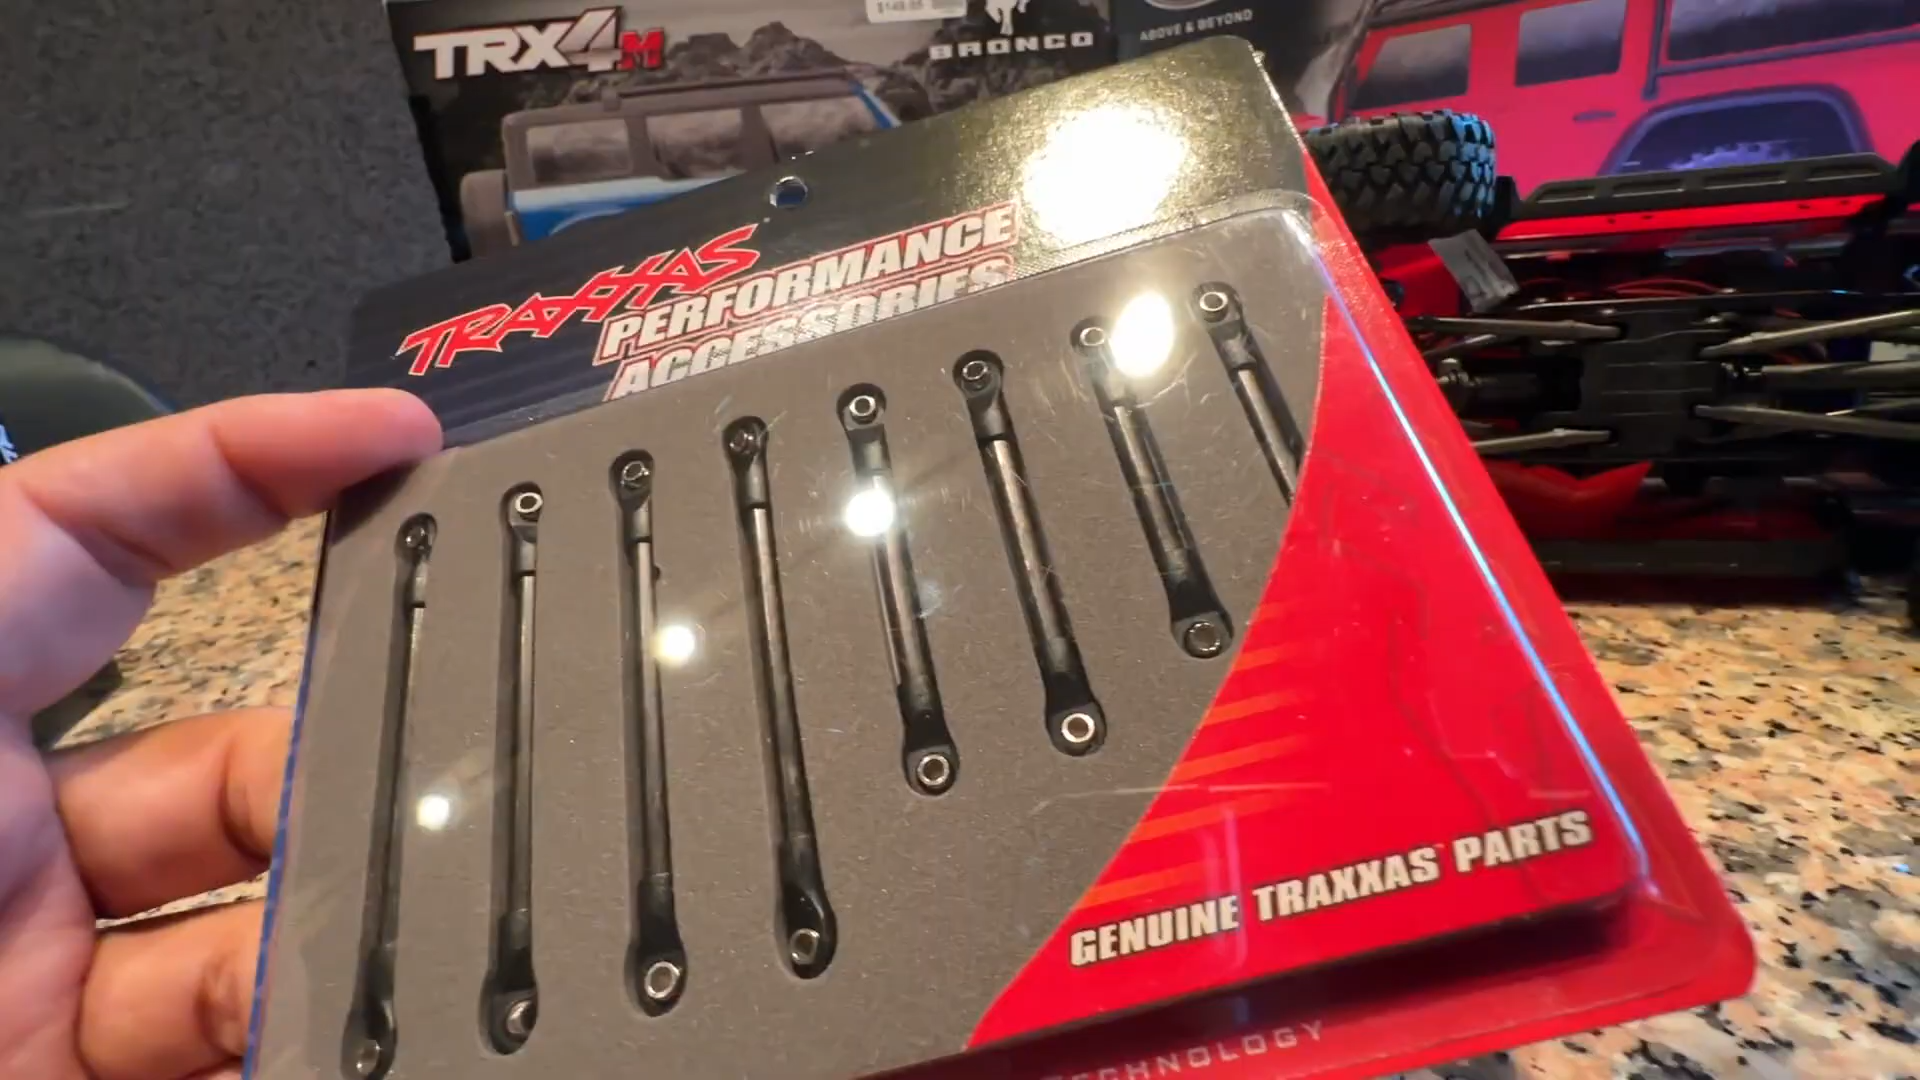 TRX4M
BRONCO
ABOVE & BEYOND
TRAXXAS
PERFORMANCE
ACCESSORIES
GENUINE TRAXXAS PARTS